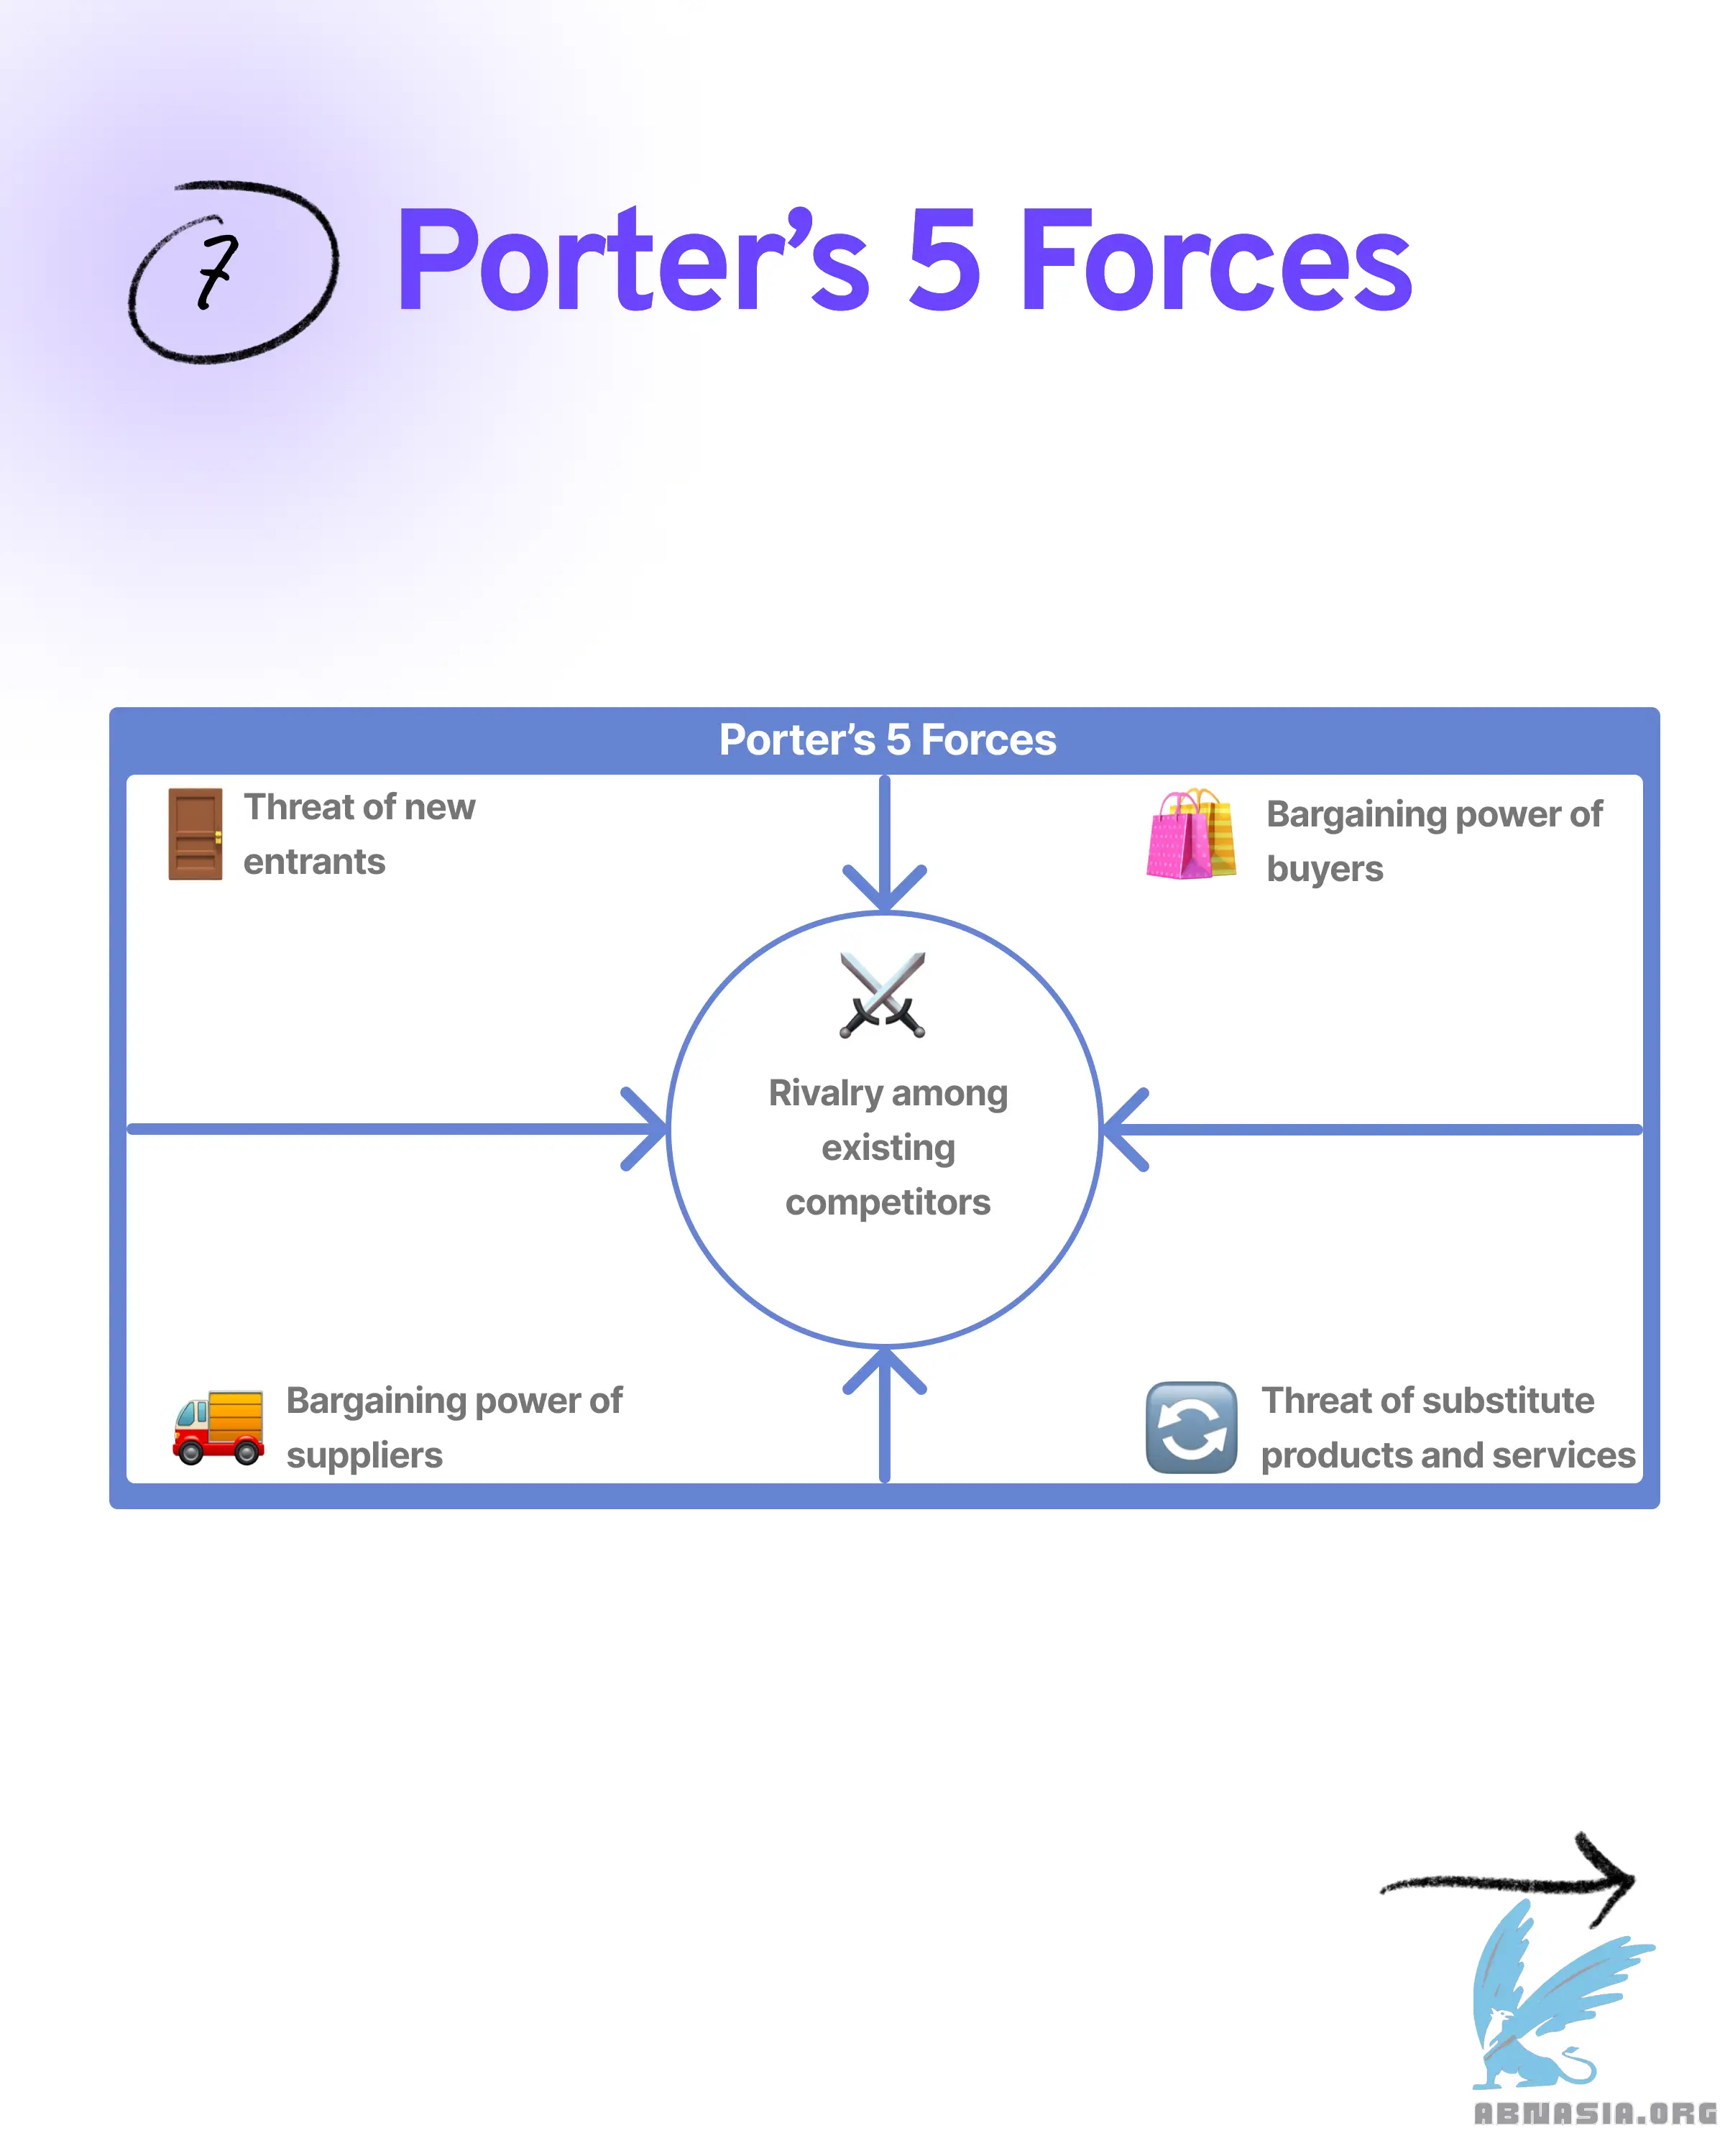 7
Porter’s 5 Forces
Porter’s 5 Forces
Threat of new
entrants
Bargaining power of
buyers
Rivalry among
existing
competitors
Bargaining power of
suppliers
Threat of substitute
products and services
ABNASIA.ORG